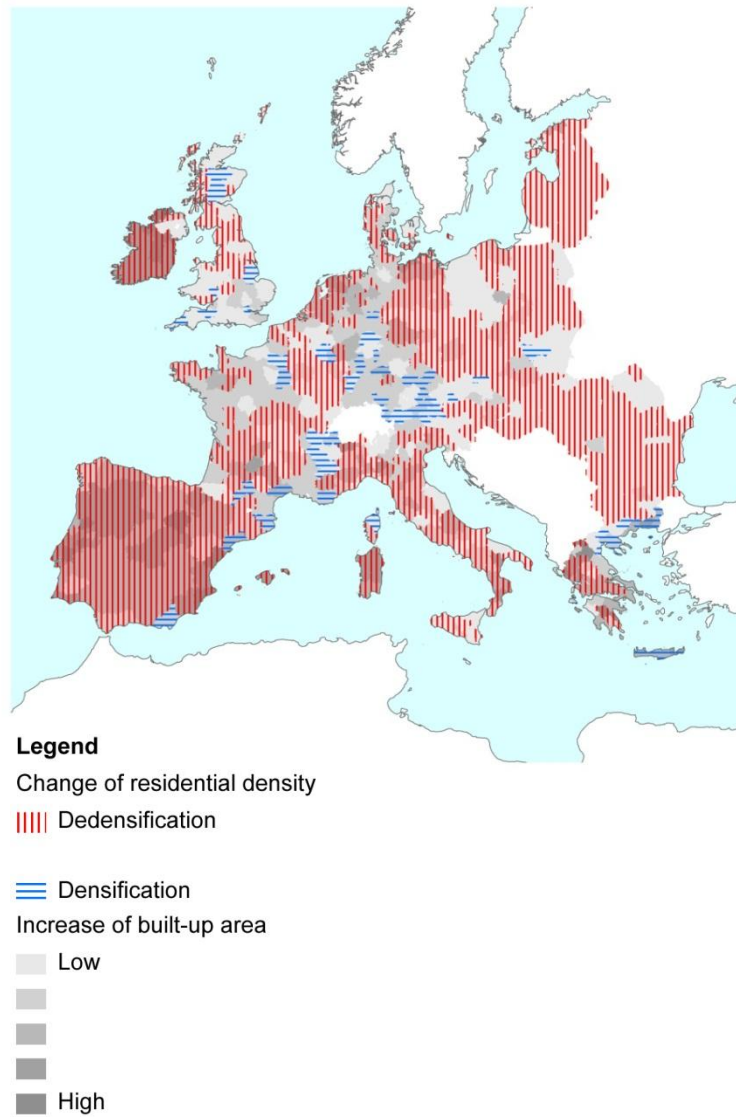 Legend
Change of residential density
Dedensification
Densification
Increase of built-up area
Low
High